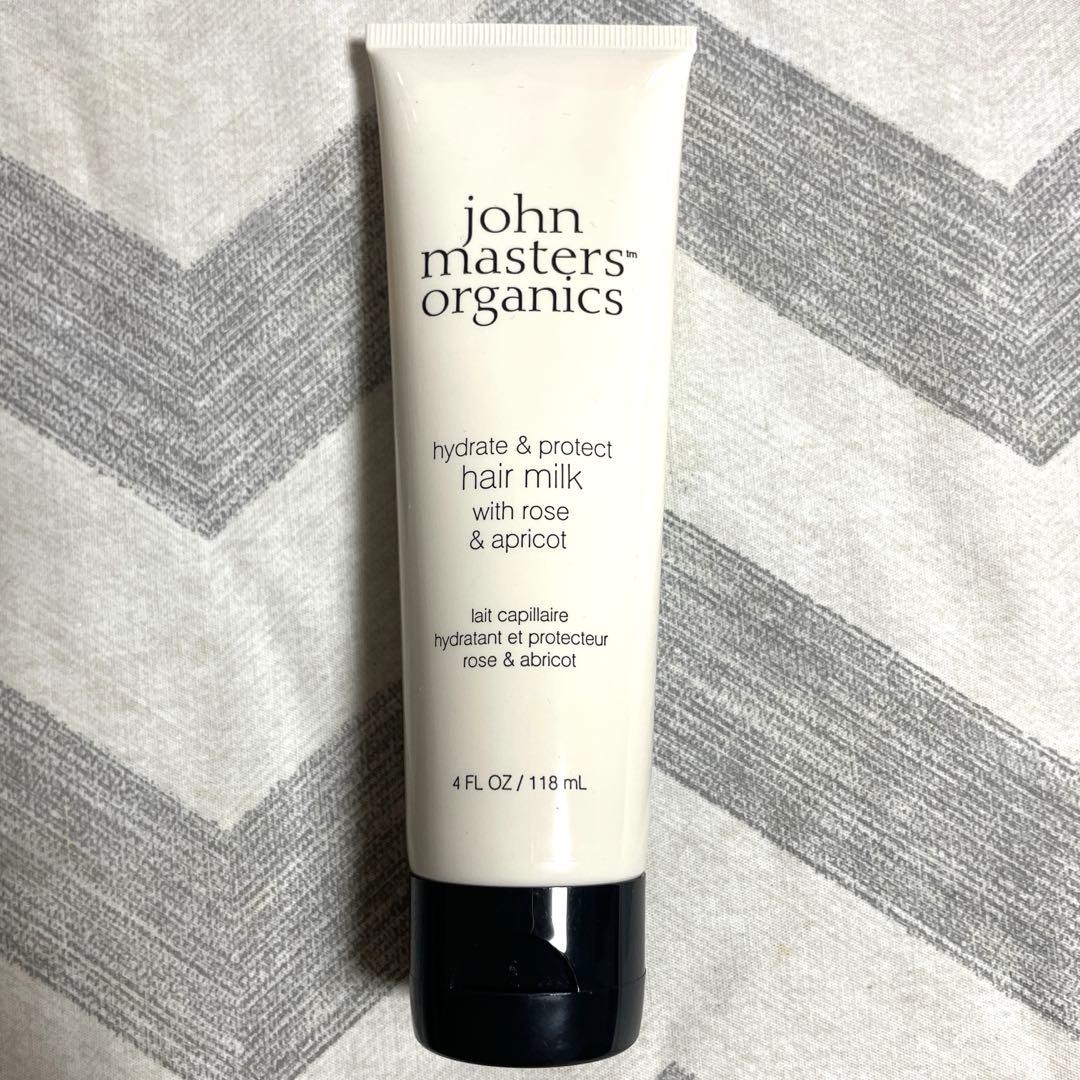 john
masters™
organics
hydrate & protect
hair milk
with rose
& apricot
lait capillaire
hydratant et protecteur
rose & abricot
4 FL OZ / 118 mL